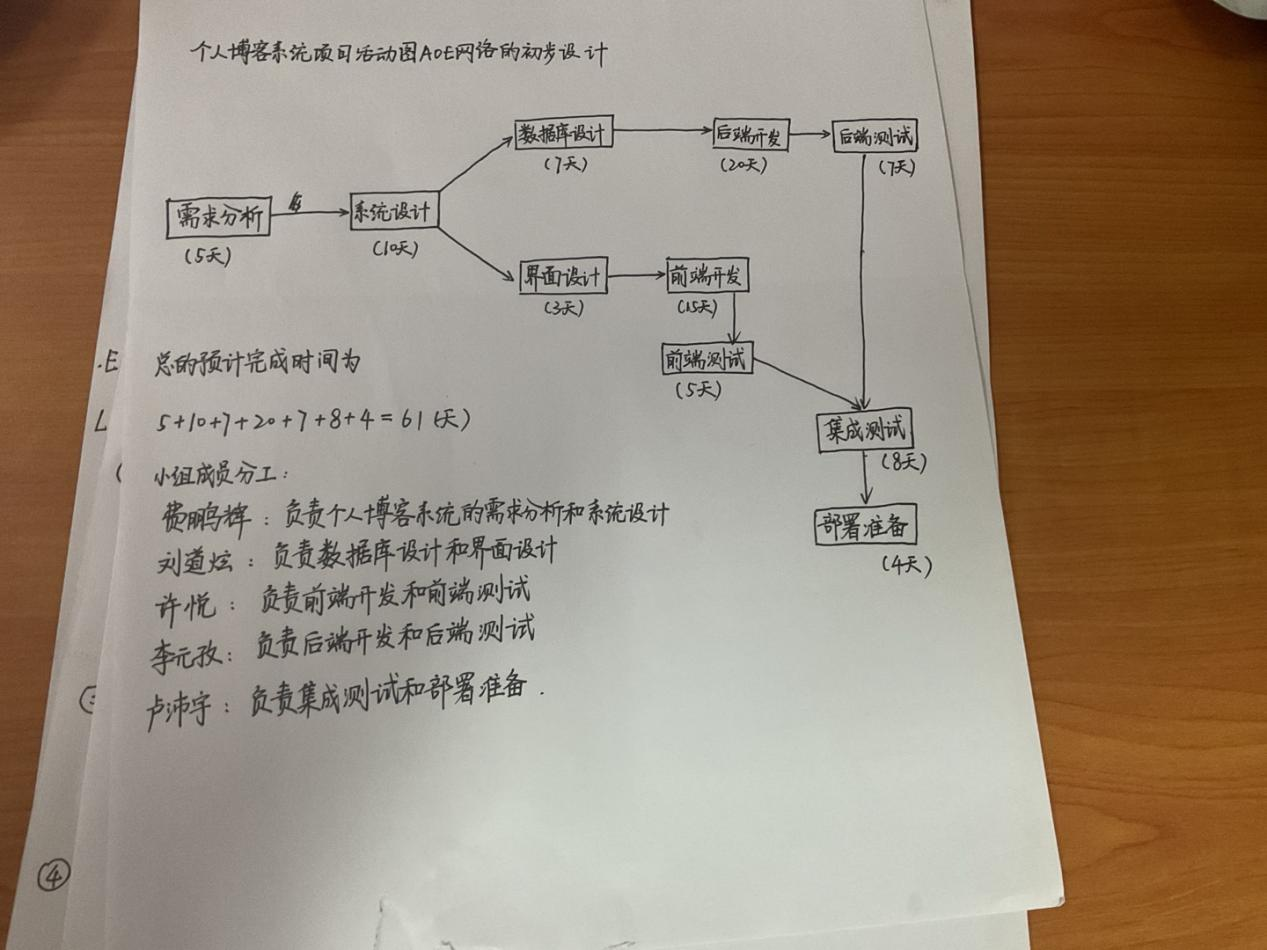 个人博客系统项目活动图AOE网络的初步设计
数据库设计
(7天)
后端开发
(20天)
后端测试
(7天)
需求分析
(5天)
系统设计
(10天)
界面设计
(3天)
前端开发
(15天)
前端测试
(5天)
集成测试
(8天)
部署准备
(4天)
总的预计完成时间为
5+10+7+20+7+8+4=61(天)
小组成员分工:
费鹏辉:负责个人博客系统的需求分析和系统设计
刘道炫:负责数据库设计和界面设计
许悦:负责前端开发和前端测试
李元孜:负责后端开发和后端测试
卢沛宇:负责集成测试和部署准备.
.E
L
④